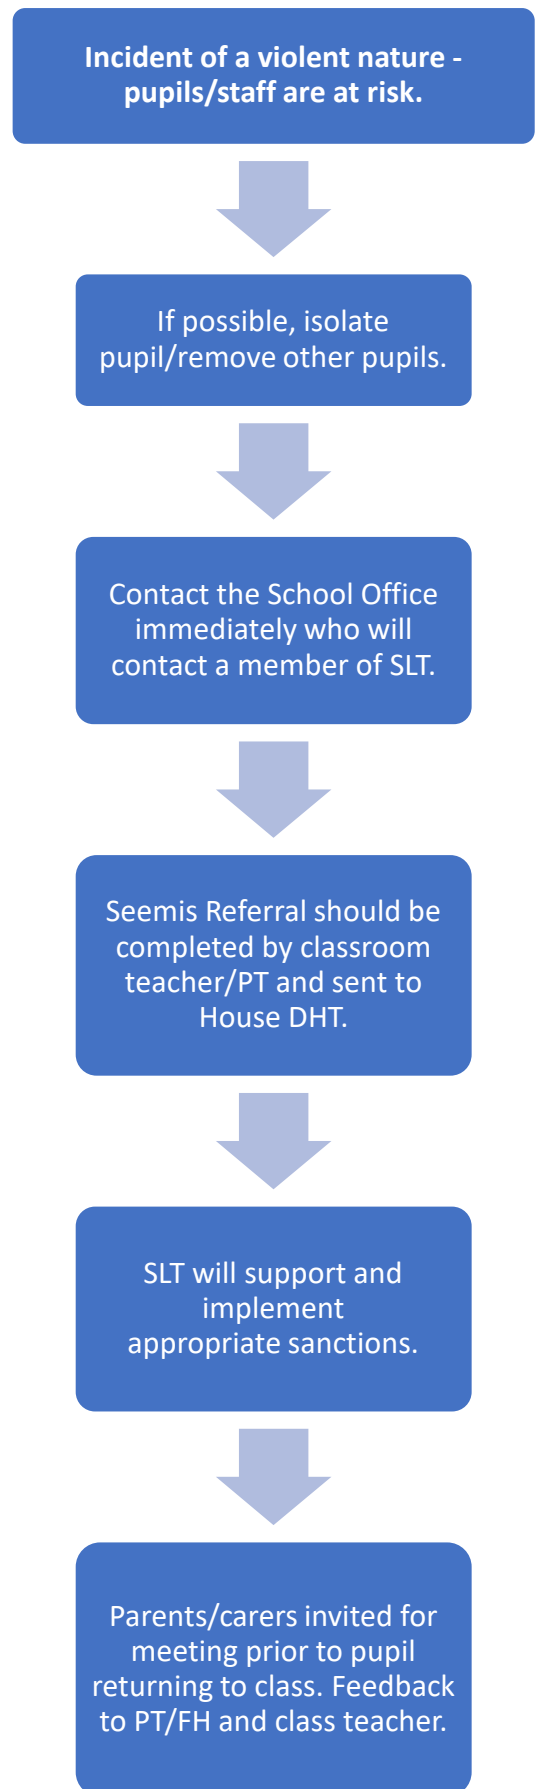 Incident of a violent nature -
pupils/staff are at risk.
If possible, isolate
pupil/remove other pupils.
Contact the School Office
immediately who will
contact a member of SLT.
Seemis Referral should be
completed by classroom
teacher/PT and sent to
House DHT.
SLT will support and
implement
appropriate sanctions.
Parents/carers invited for
meeting prior to pupil
returning to class. Feedback
to PT/FH and class teacher.